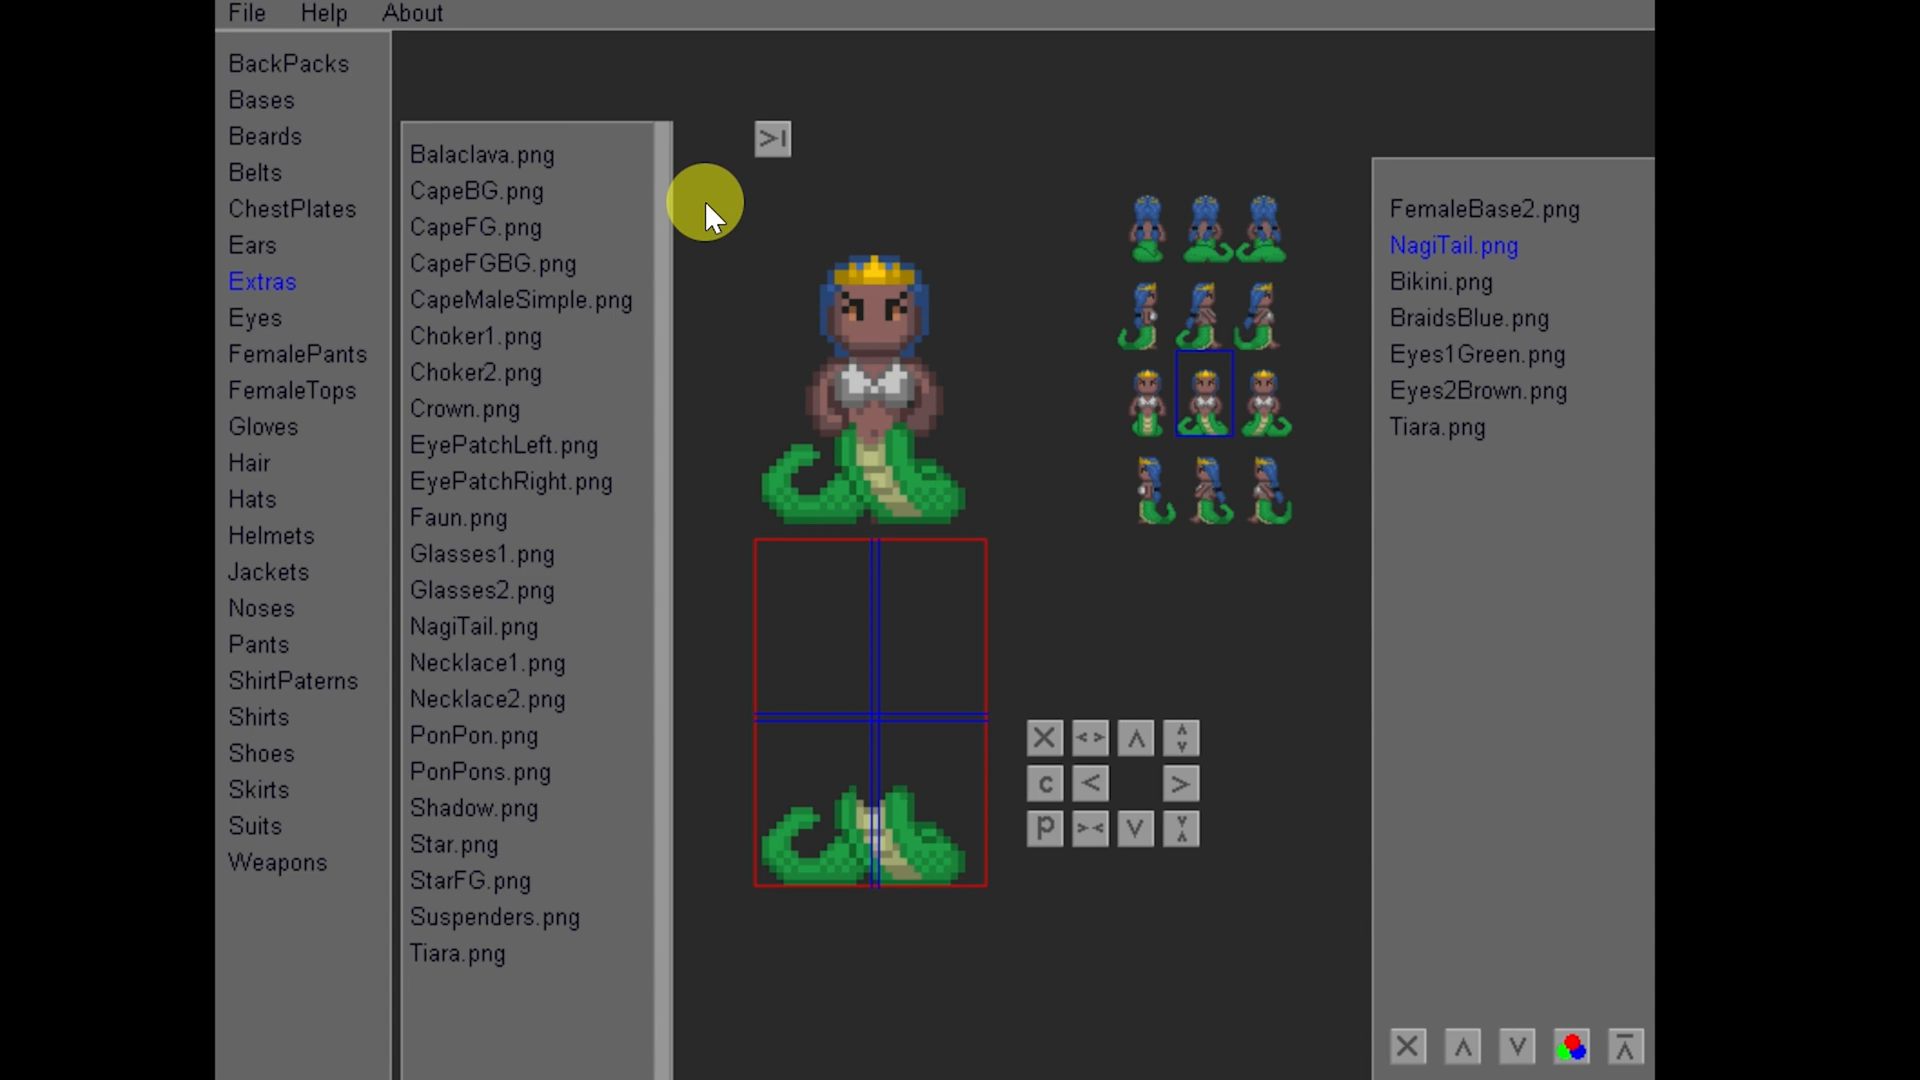 File Help About
BackPacks
Bases
Beards
Belts
ChestPlates
Ears
Extras
Eyes
FemalePants
FemaleTops
Gloves
Hair
Hats
Helmets
Jackets
Noses
Pants
ShirtPaterns
Shirts
Shoes
Skirts
Suits
Weapons
Balaclava.png
CapeBG.png
CapeFG.png
CapeFGBG.png
CapeMaleSimple.png
Choker1.png
Choker2.png
Crown.png
EyePatchLeft.png
EyePatchRight.png
Faun.png
Glasses1.png
Glasses2.png
NagiTail.png
Necklace1.png
Necklace2.png
PonPon.png
PonPons.png
Shadow.png
Star.png
StarFG.png
Suspenders.png
Tiara.png
>|
X <> ∧
c < >
p >< V
FemaleBase2.png
NagiTail.png
Bikini.png
BraidsBlue.png
Eyes1Green.png
Eyes2Brown.png
Tiara.png
X ∧ V